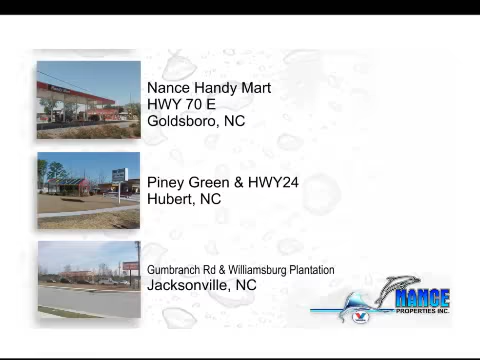 Nance Handy Mart
HWY 70 E
Goldsboro, NC
Piney Green & HWY24
Hubert, NC
Gumbranch Rd & Williamsburg Plantation
Jacksonville, NC
NANCE
PROPERTIES INC.